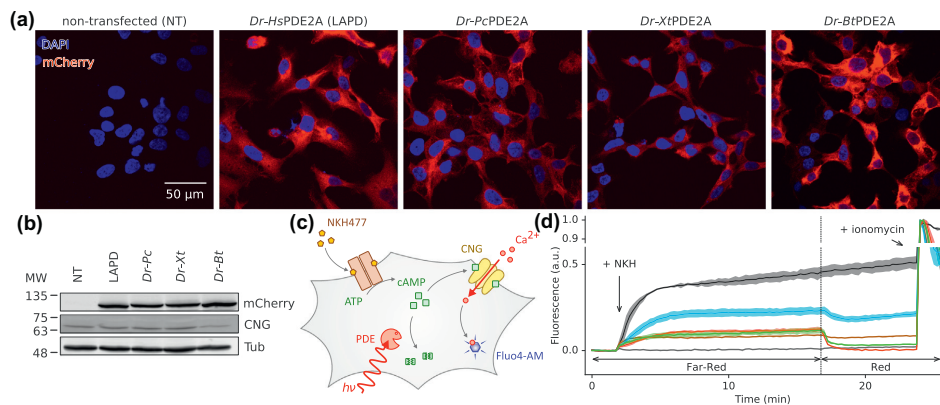 (a)
non-transfected (NT)
Dr-HsPDE2A (LAPD)
Dr-PcPDE2A
Dr-XtPDE2A
Dr-BtPDE2A
DAPI
mCherry
50 µm
(b)
MW
NT
LAPD
Dr-Pc
Dr-Xt
Dr-Bt
135
75
63
48
mCherry
CNG
Tub
(c)
NKH477
CNG
Ca2+
ATP
cAMP
PDE
hν
Fluo4-AM
(d)
Fluorescence (a.u.)
1.0
0.9
0.5
0.0
+ NKH
+ ionomycin
Far-Red
Red
0
10
20
Time (min)